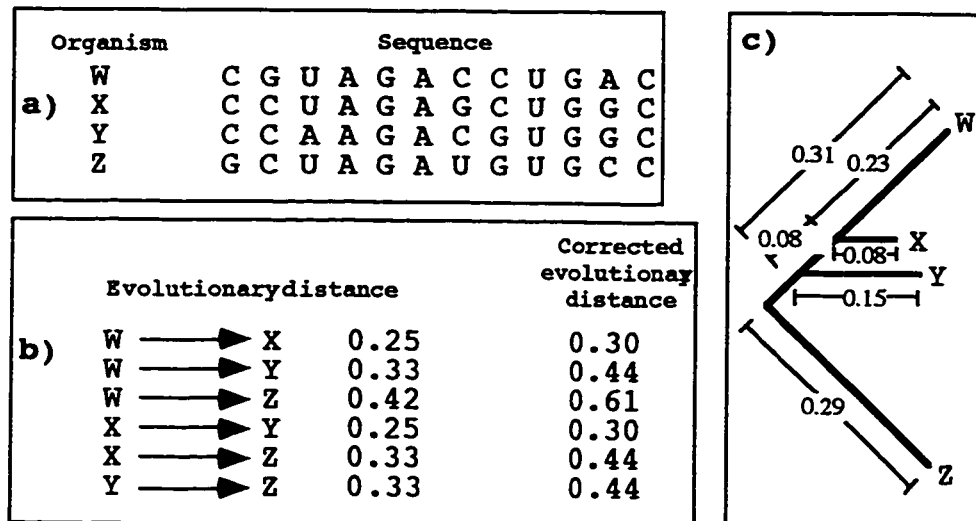 a)
Organism Sequence
W C G U A G A C C U G A C
X C C U A G A G C U G G C
Y C C A A G A C G U G G C
Z G C U A G A U G U G C C
b)
Evolutionarydistance Corrected evolutionay distance
W X 0.25 0.30
W Y 0.33 0.44
W Z 0.42 0.61
X Y 0.25 0.30
X Z 0.33 0.44
Y Z 0.33 0.44
c)
W
0.31
0.23
0.08
X
0.08
Y
0.15
0.29
Z